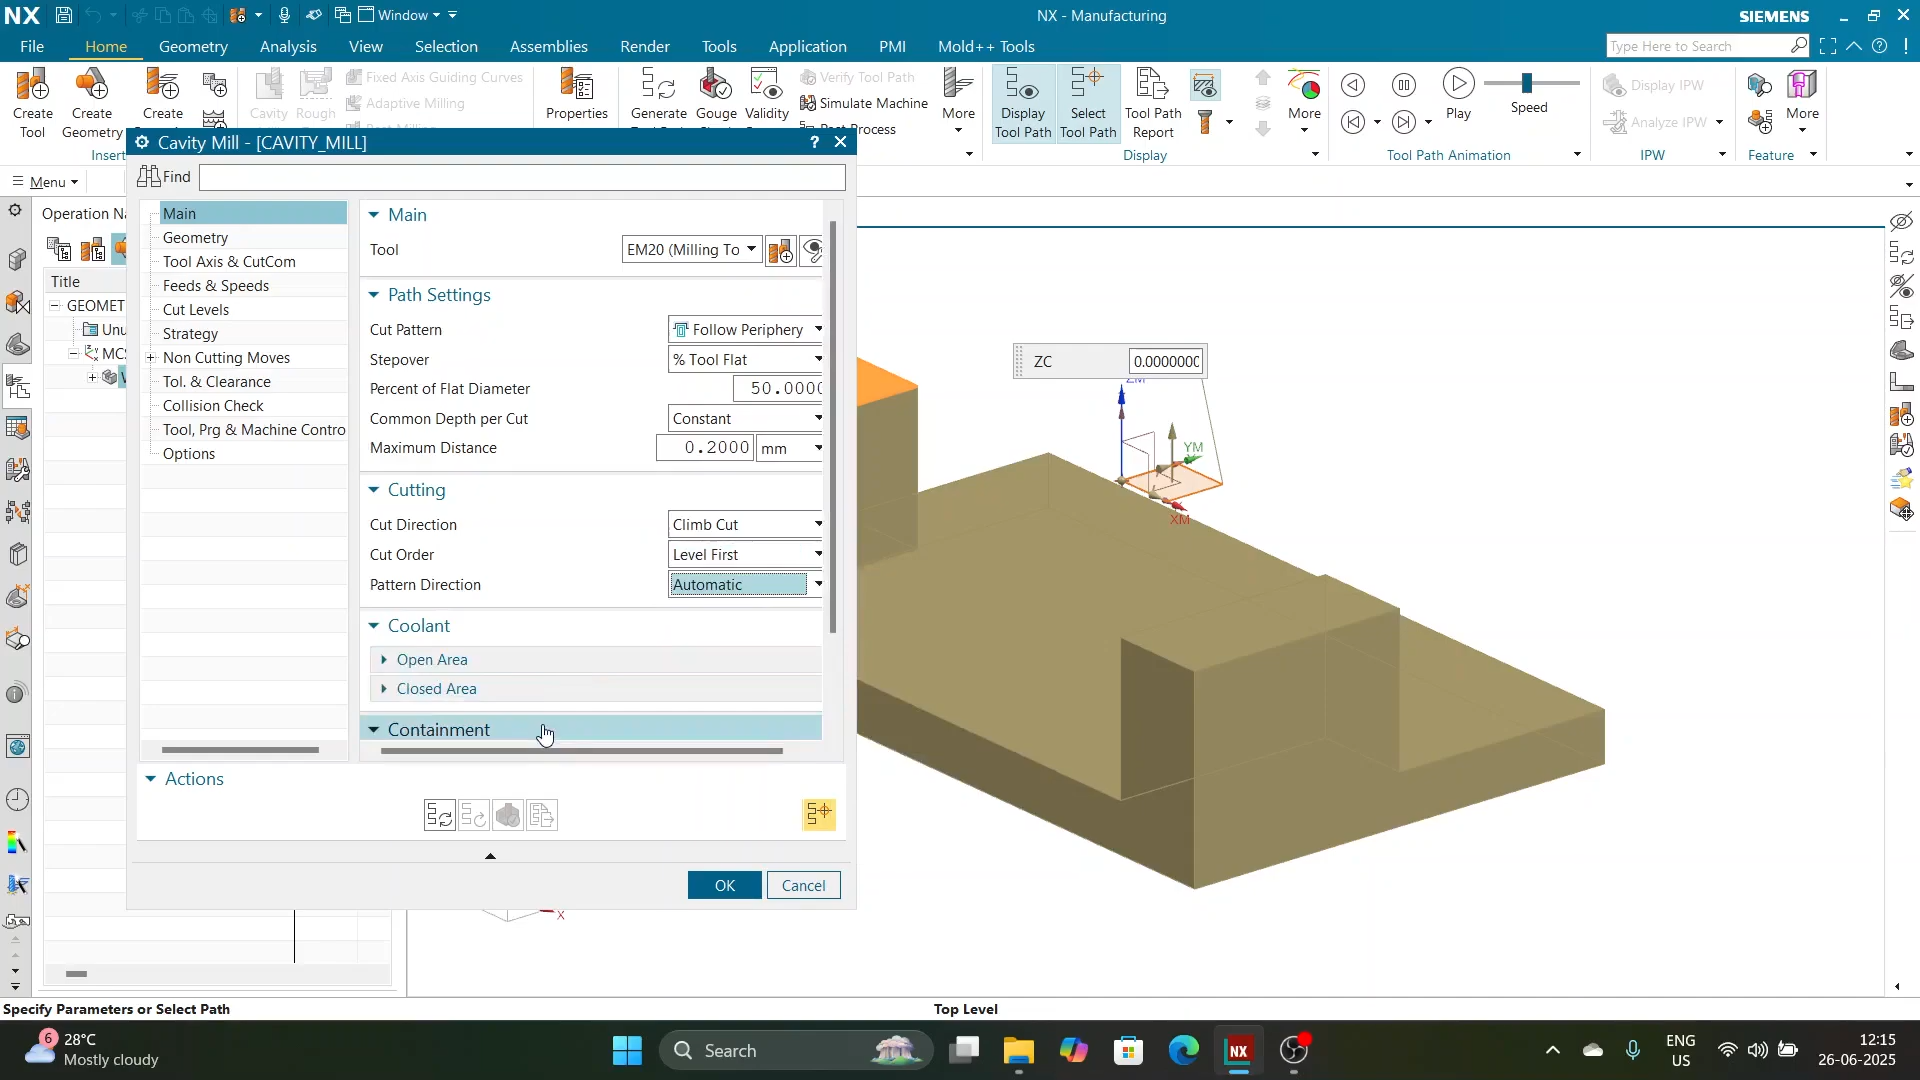 NX
Window
NX - Manufacturing
SIEMENS
File
Home
Geometry
Analysis
View
Selection
Assemblies
Render
Tools
Application
PMI
Mold++ Tools
Type Here to Search
Create
Tool
Create
Geometry
Create
Cavity
Rough
Fixed Axis Guiding Curves
Adaptive Milling
Properties
Generate
Gouge
Validity
Verify Tool Path
Simulate Machine
Post Process
More
Display
Tool Path
Select
Tool Path
Tool Path
Report
More
Play
Speed
Display IPW
Analyze IPW
More
Display
Tool Path Animation
IPW
Feature
Menu
Cavity Mill - [CAVITY_MILL]
Find
Main
Geometry
Tool Axis & CutCom
Feeds & Speeds
Cut Levels
Strategy
Non Cutting Moves
Tol. & Clearance
Collision Check
Tool, Prg & Machine Contro
Options
Main
Tool
EM20 (Milling To
Path Settings
Cut Pattern
Follow Periphery
Stepover
% Tool Flat
Percent of Flat Diameter
50.0000
Common Depth per Cut
Constant
Maximum Distance
0.2000
mm
Cutting
Cut Direction
Climb Cut
Cut Order
Level First
Pattern Direction
Automatic
Coolant
Open Area
Closed Area
Containment
Actions
OK
Cancel
Title
GEOMET
Unu
MCS
ZC
0.0000000
ZM
YM
XM
X
Specify Parameters or Select Path
Top Level
6
28°C
Mostly cloudy
Search
NX
ENG
US
12:15
26-06-2025